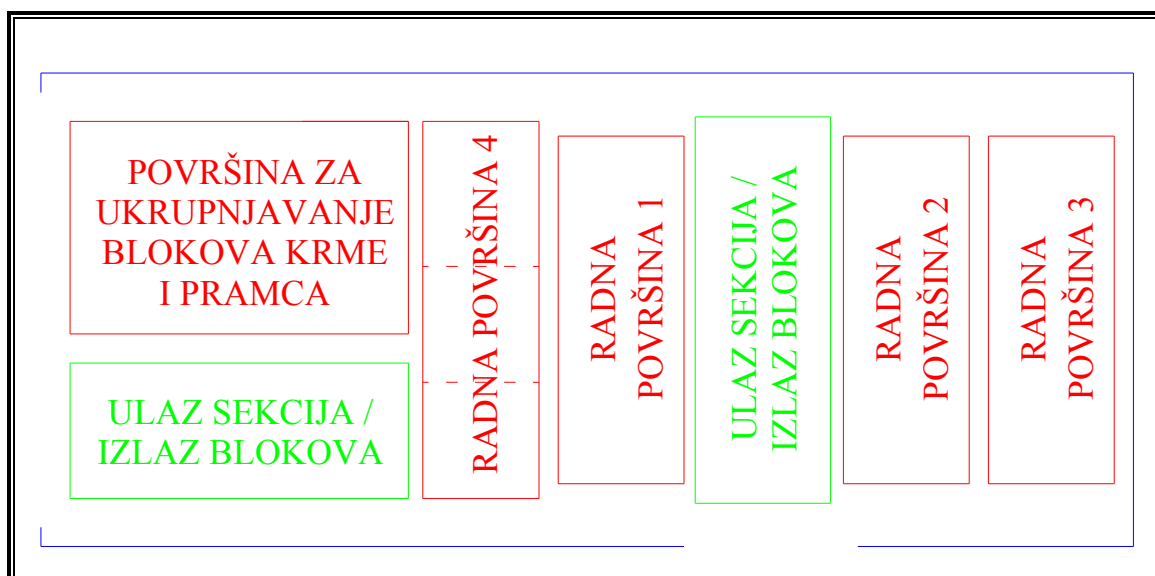 POVRŠINA ZA
UKRUPNJAVANJE
BLOKOVA KRME
I PRAMCA
ULAZ SEKCIJA /
IZLAZ BLOKOVA
RADNA POVRŠINA 4
RADNA
POVRŠINA 1
ULAZ SEKCIJA /
IZLAZ BLOKOVA
RADNA
POVRŠINA 2
RADNA
POVRŠINA 3